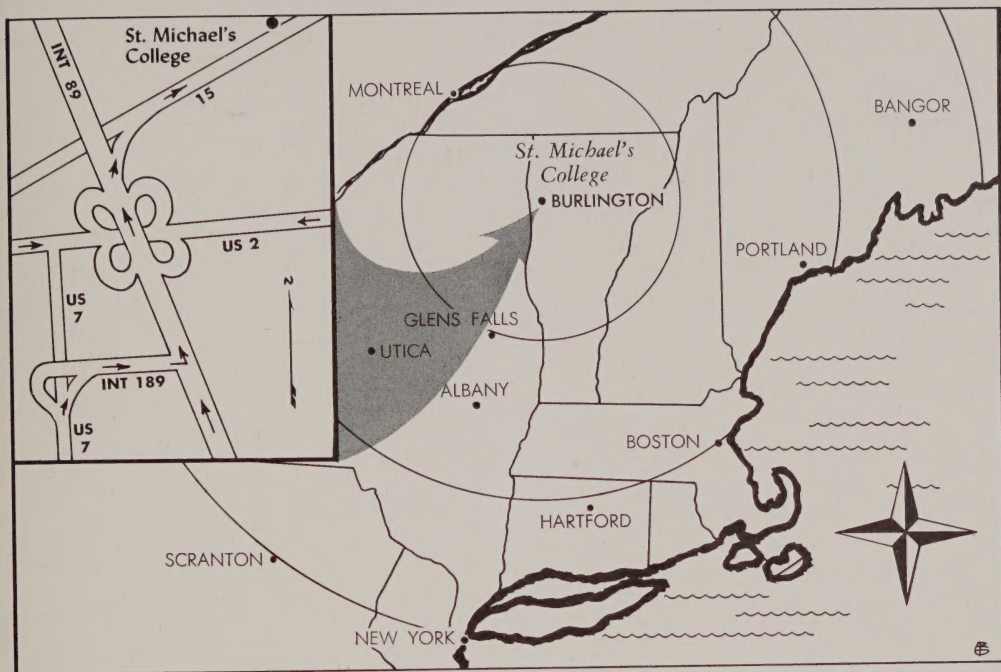 St. Michael's
College
INT 89
15
US 2
US
7
INT 189
US
7
N
MONTREAL
BANGOR
St. Michael's
College
BURLINGTON
PORTLAND
GLENS FALLS
UTICA
ALBANY
BOSTON
HARTFORD
SCRANTON
NEW YORK